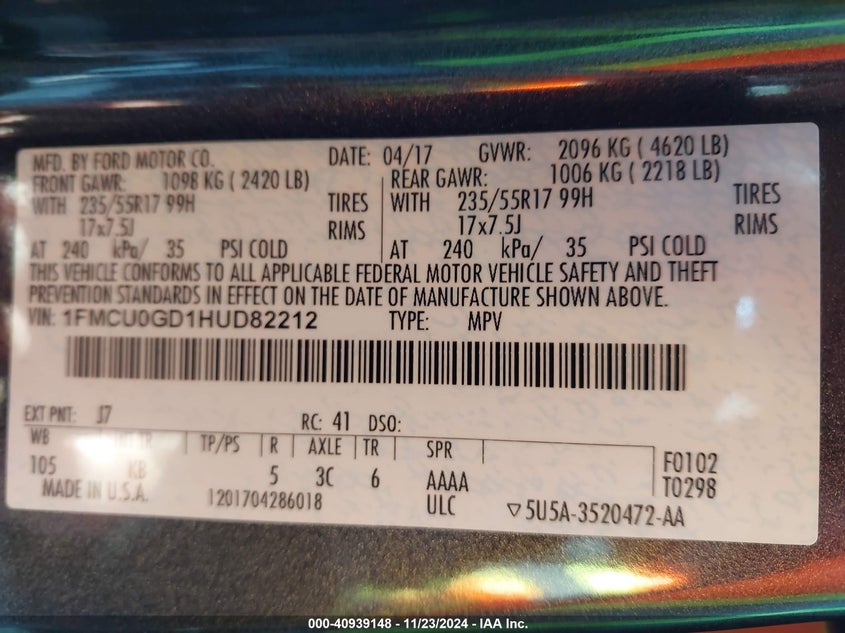 MFD. BY FORD MOTOR CO. DATE: 04/17 GVWR: 2096 KG ( 4620 LB)
FRONT GAWR: 1098 KG ( 2420 LB) REAR GAWR: 1006 KG ( 2218 LB)
WITH 235/55R17 99H TIRES WITH 235/55R17 99H TIRES
17x7.5J RIMS 17x7.5J RIMS
AT 240 kPa/ 35 PSI COLD AT 240 kPa/ 35 PSI COLD
THIS VEHICLE CONFORMS TO ALL APPLICABLE FEDERAL MOTOR VEHICLE SAFETY AND THEFT
PREVENTION STANDARDS IN EFFECT ON THE DATE OF MANUFACTURE SHOWN ABOVE.
VIN: 1FMCU0GD1HUD82212 TYPE: MPV
EXT PNT: J7 RC: 41 DSO:
WB INT TR TP/PS R AXLE TR SPR
105 KB 5 3C 6 AAAA F0102
MADE IN U.S.A. 1201704286018 ULC T0298
▽5U5A-3520472-AA
000-40939148 - 11/23/2024 - IAA Inc.